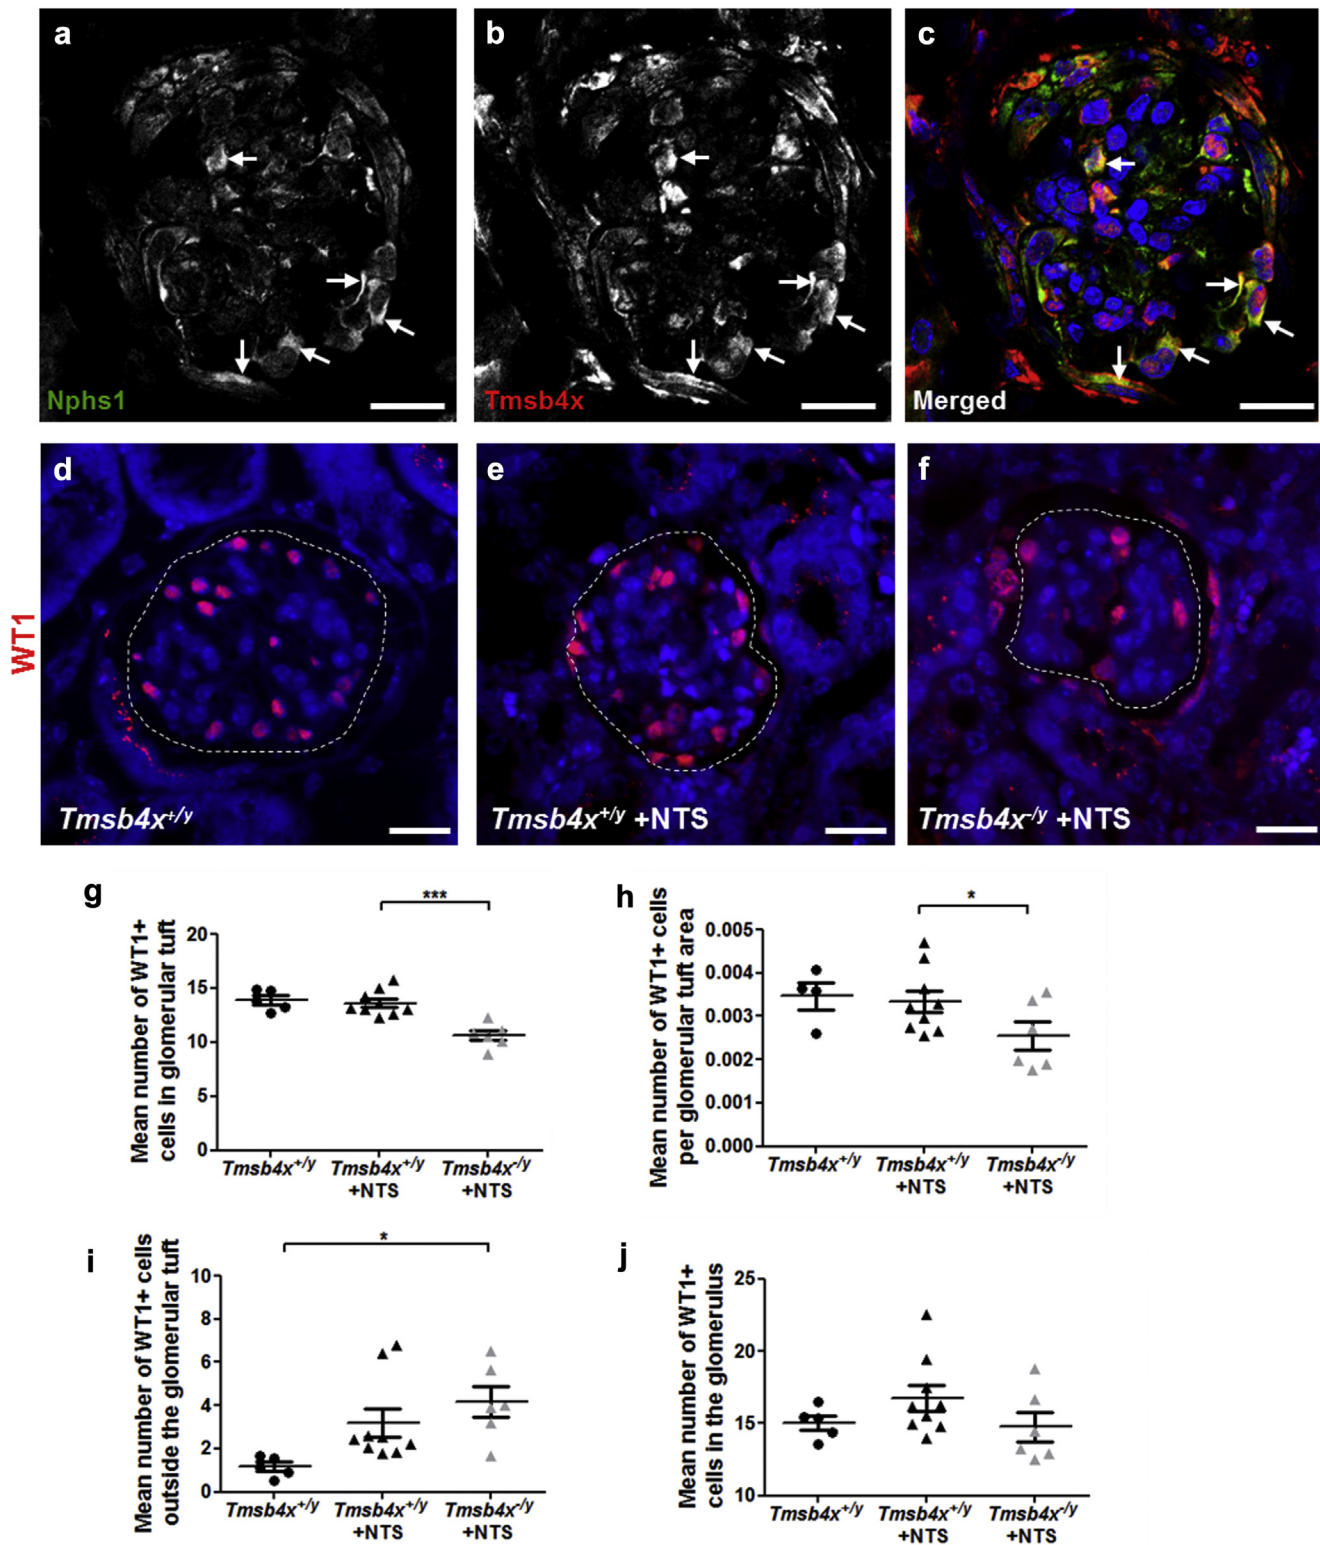 a
b
c
Nphs1
Tmsb4x
Merged
WT1
d
e
f
Tmsb4x+/y
Tmsb4x+/y +NTS
Tmsb4x-/y +NTS
g
***
Mean number of WT1+
cells in glomerular tuft
20
15
10
5
0
Tmsb4x+/y
Tmsb4x+/y
+NTS
Tmsb4x-/y
+NTS
h
*
Mean number of WT1+ cells
per glomerular tuft area
0.005
0.004
0.003
0.002
0.001
0.000
Tmsb4x+/y
Tmsb4x+/y
+NTS
Tmsb4x-/y
+NTS
i
*
Mean number of WT1+ cells
outside the glomerular tuft
10
8
6
4
2
0
Tmsb4x+/y
Tmsb4x+/y
+NTS
Tmsb4x-/y
+NTS
j
Mean number of WT1+
cells in the glomerulus
25
20
15
10
Tmsb4x+/y
Tmsb4x+/y
+NTS
Tmsb4x-/y
+NTS